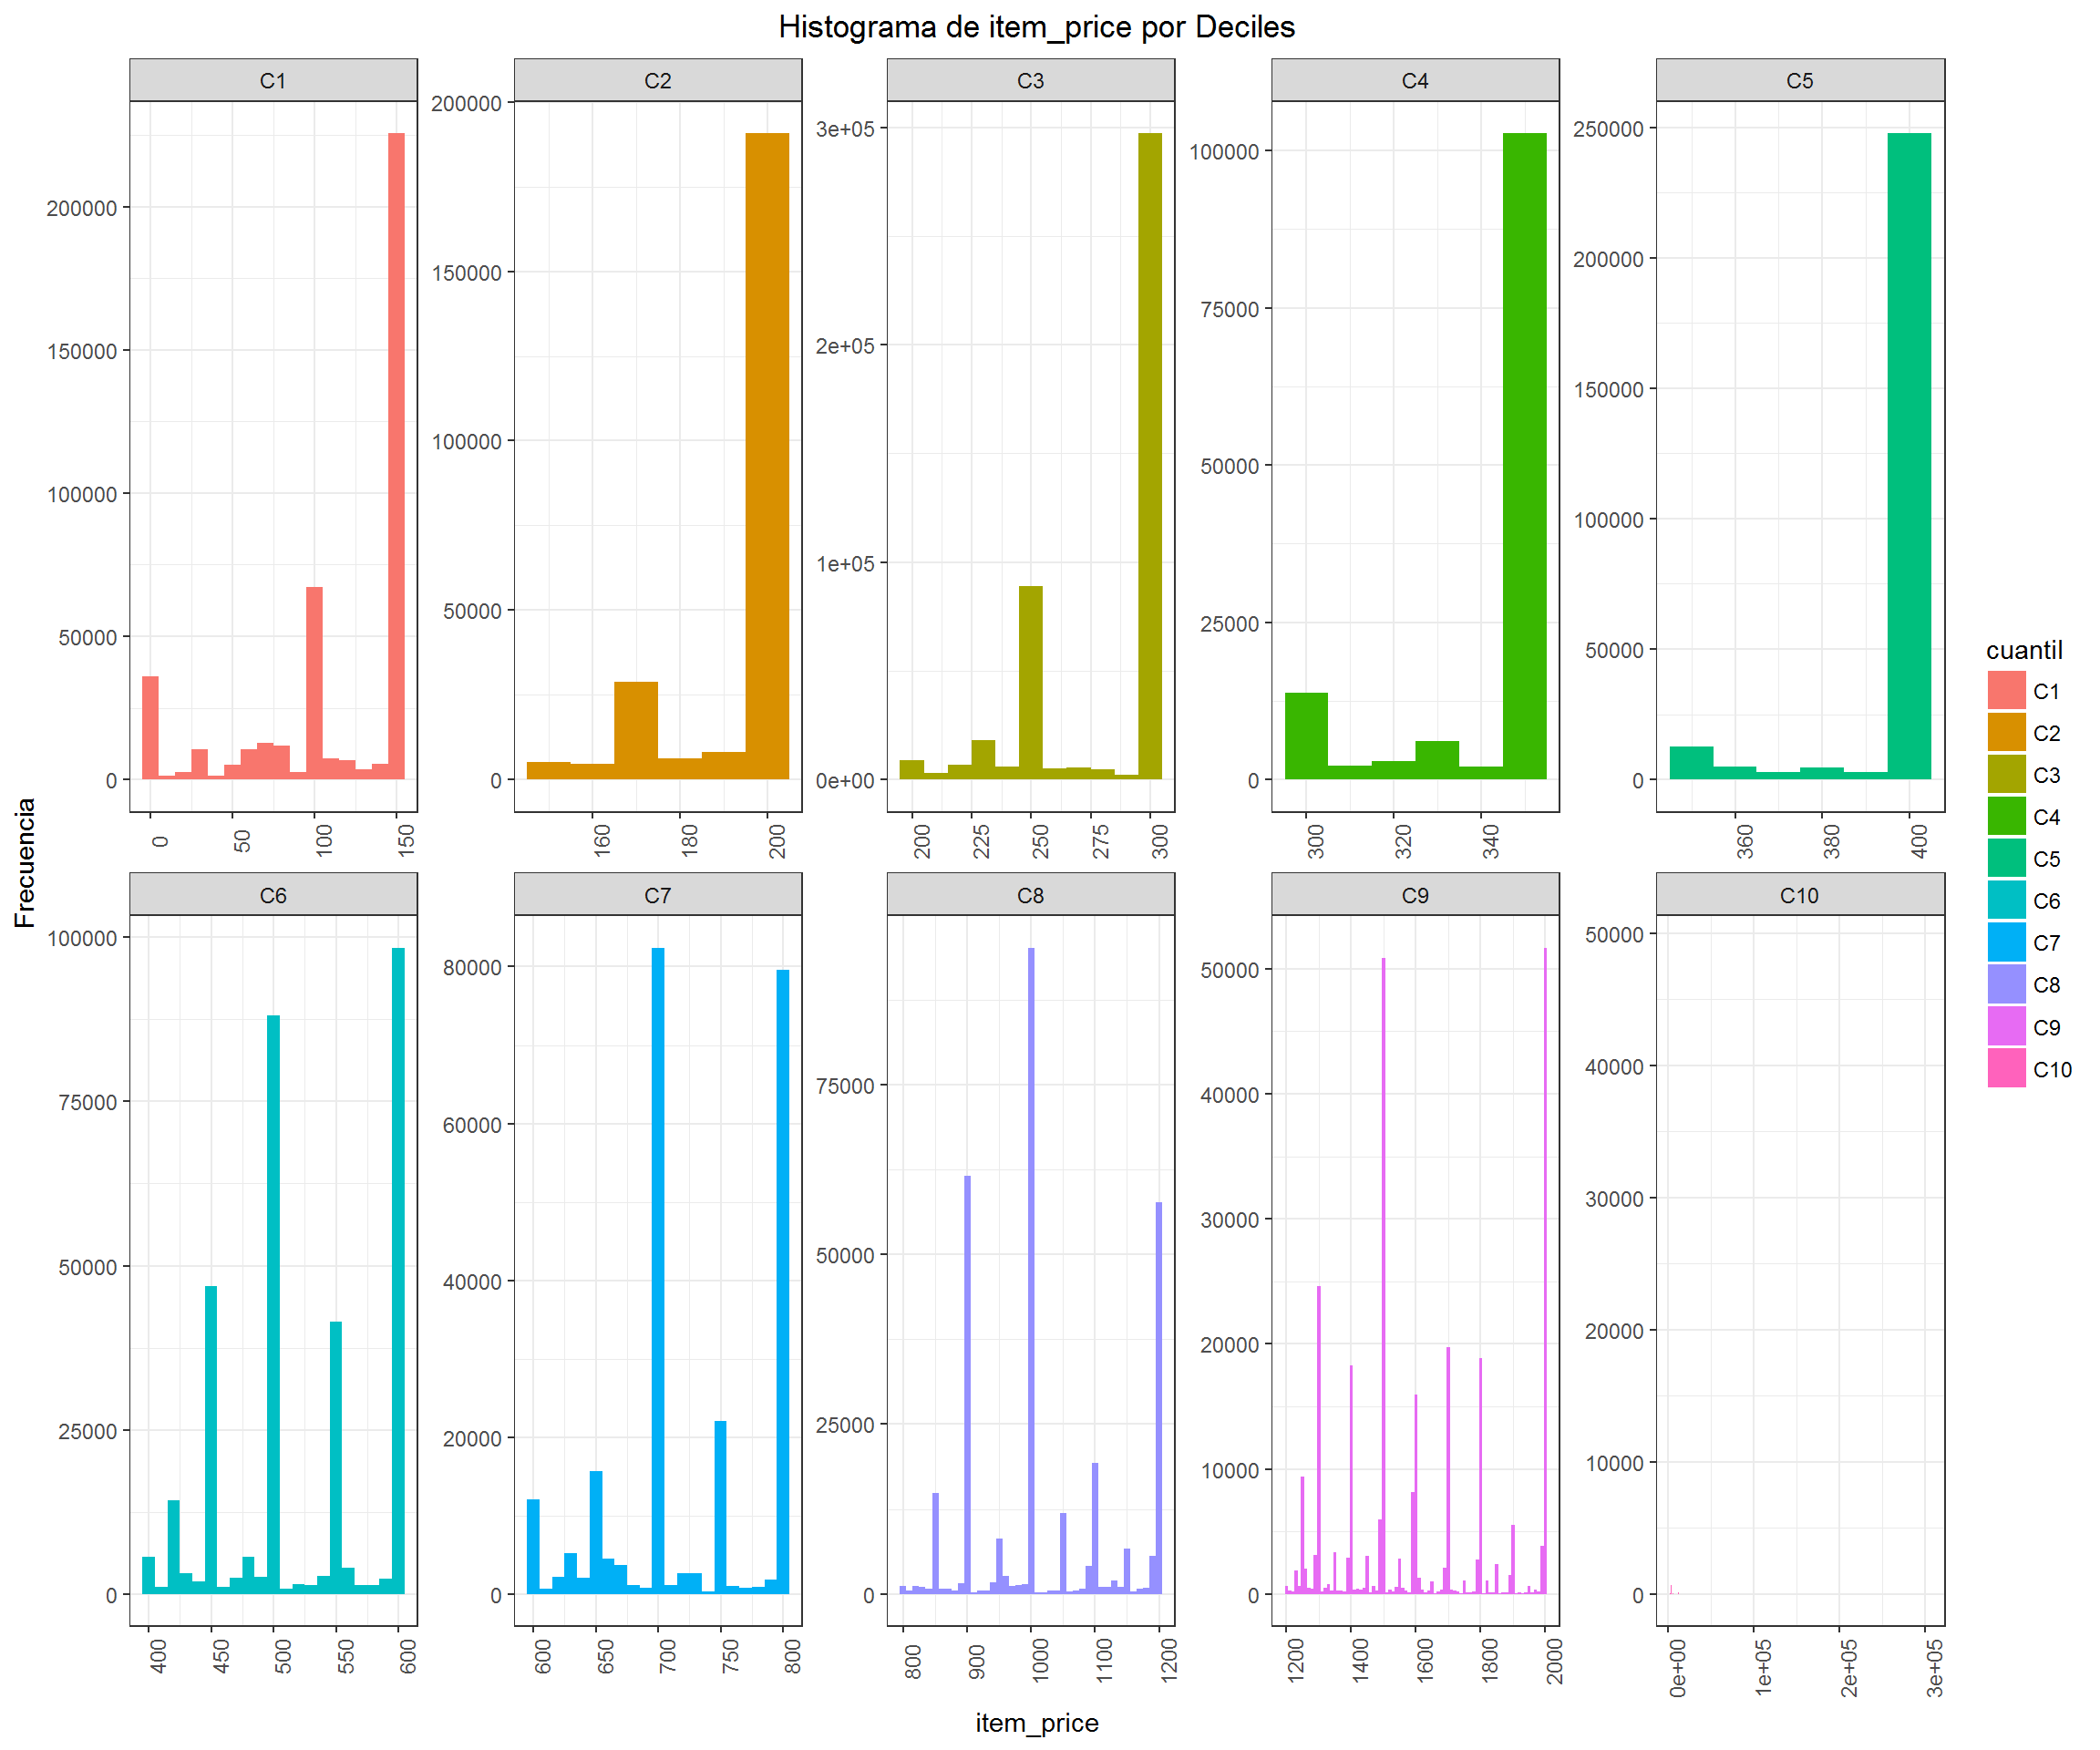 Histograma de item_price por Deciles
C1
C2
C3
C4
C5
0
50000
100000
150000
200000
0
50000
100000
150000
200000
0e+00
1e+05
2e+05
3e+05
0
25000
50000
75000
100000
0
50000
100000
150000
200000
250000
0
50
100
150
160
180
200
200
225
250
275
300
300
320
340
360
380
400
C6
C7
C8
C9
C10
0
25000
50000
75000
100000
0
20000
40000
60000
80000
0
25000
50000
75000
0
10000
20000
30000
40000
50000
0
10000
20000
30000
40000
50000
400
450
500
550
600
600
650
700
750
800
800
900
1000
1100
1200
1200
1400
1600
1800
2000
0e+00
1e+05
2e+05
3e+05
item_price
Frecuencia
cuantil
C1
C2
C3
C4
C5
C6
C7
C8
C9
C10